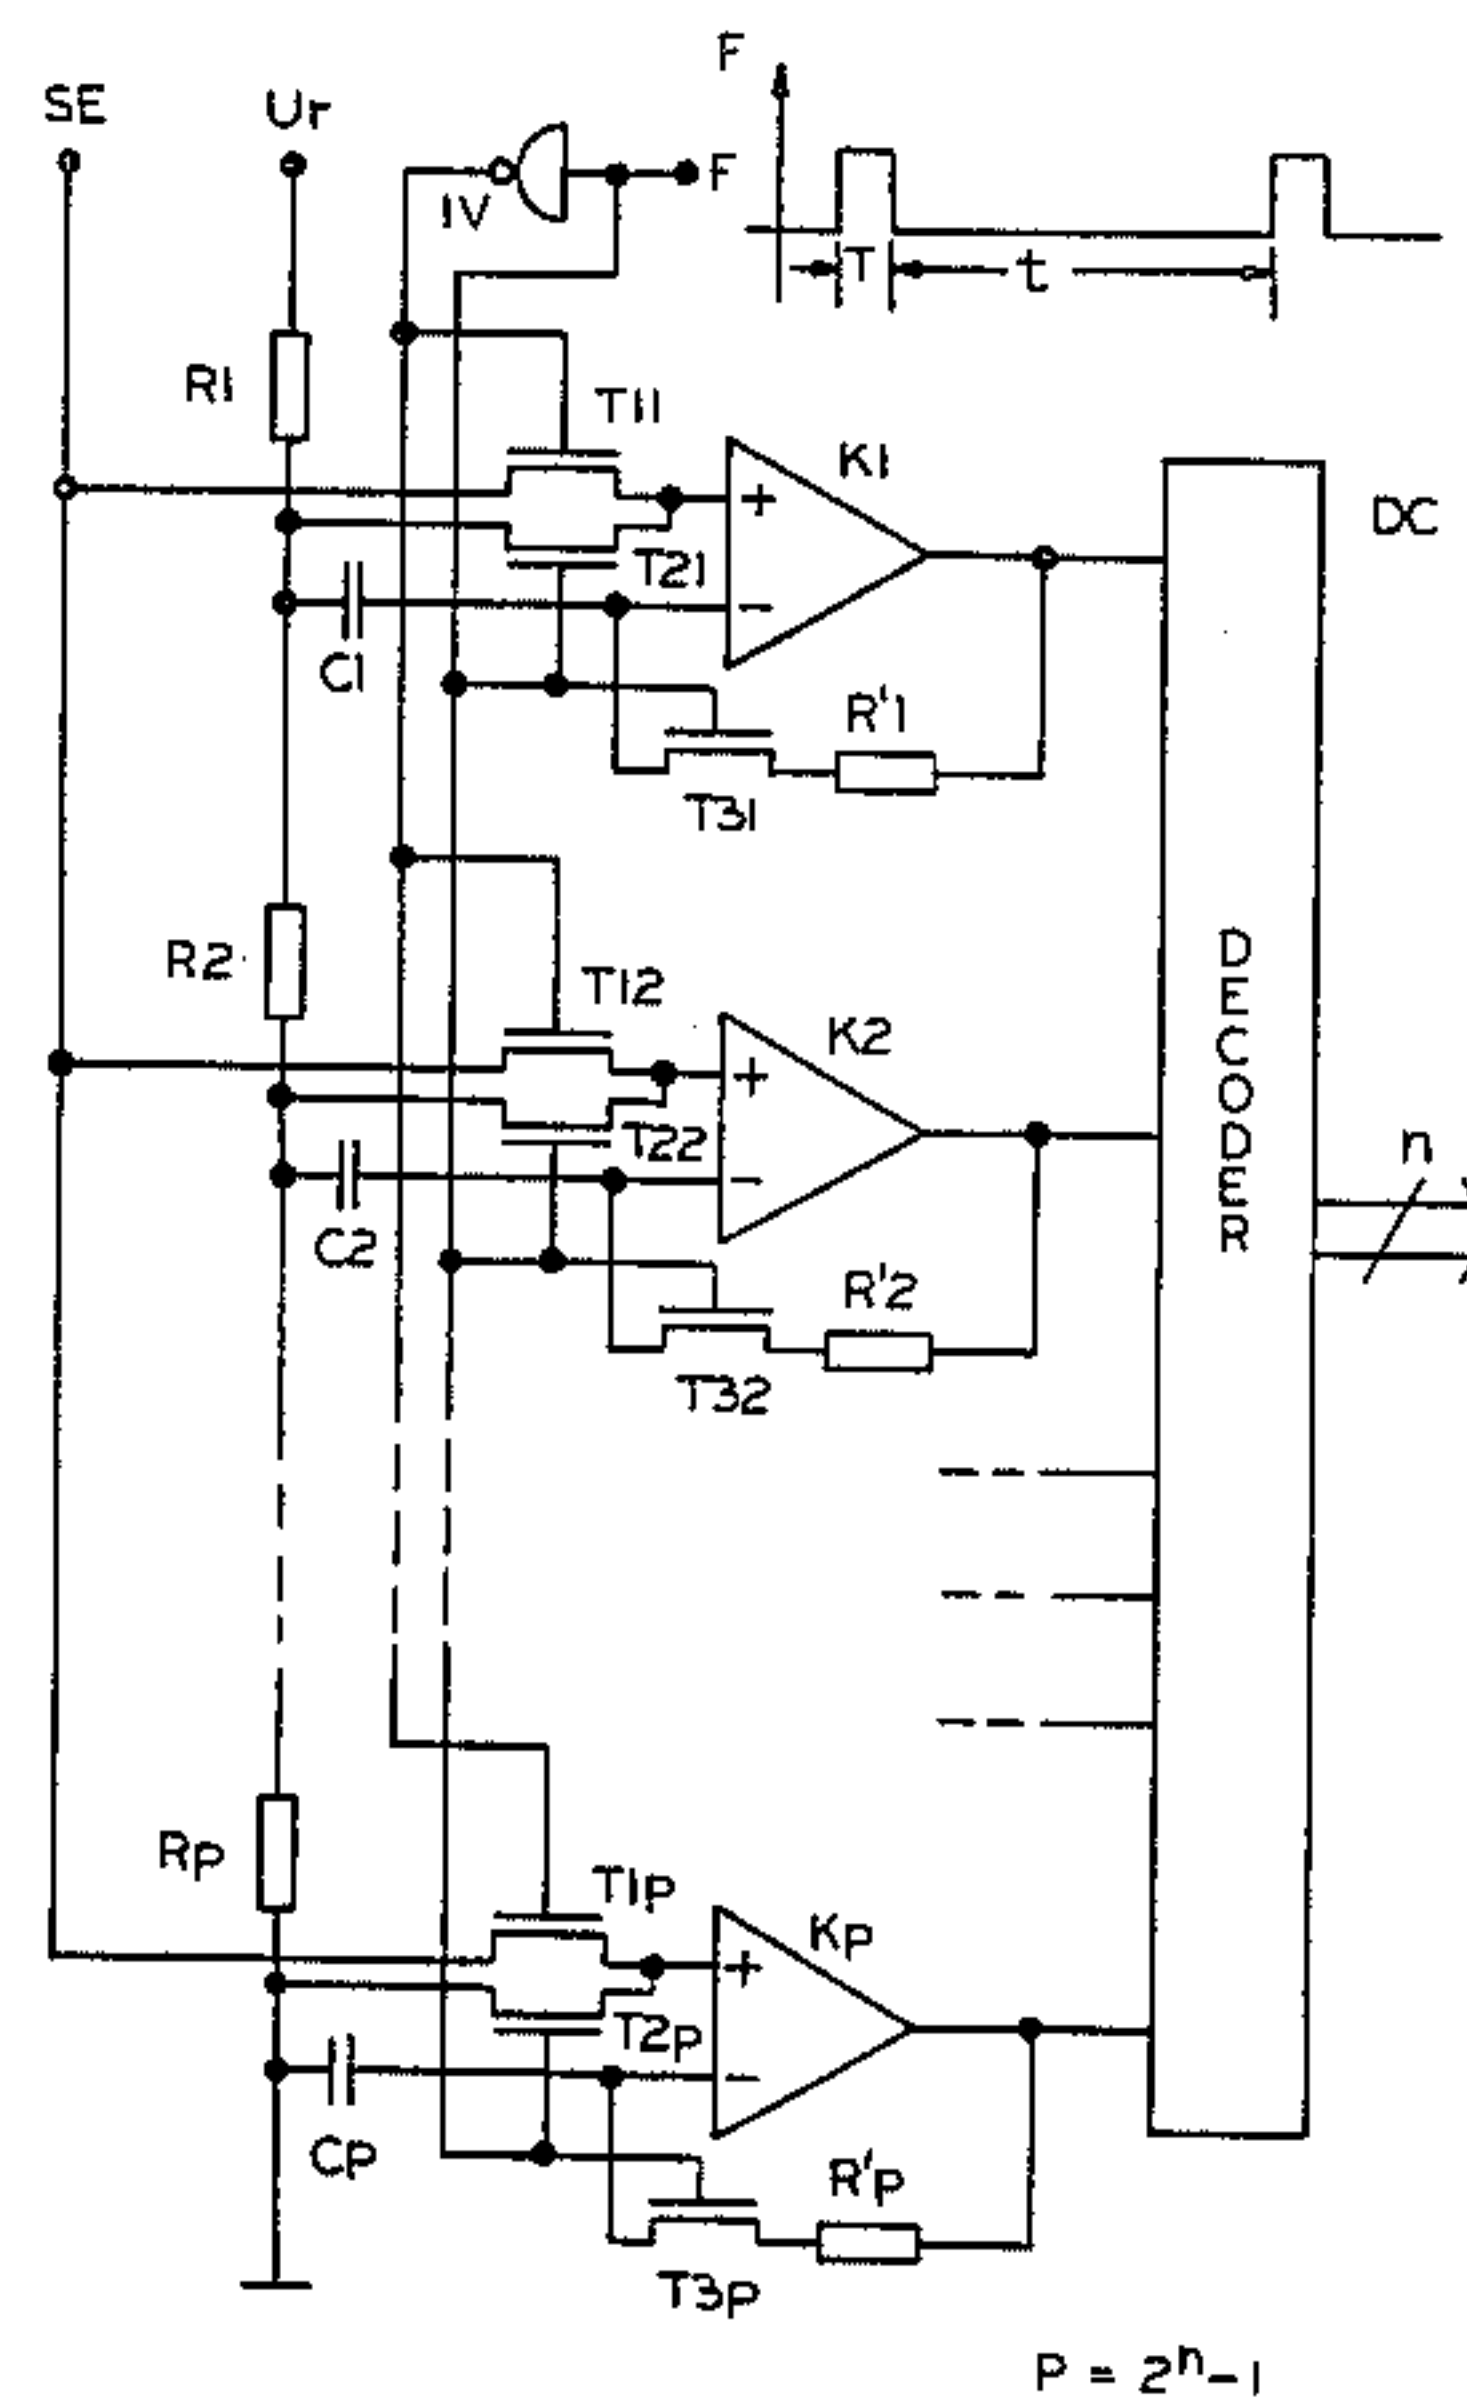 F
SE
Ur
F
IV
T
t
R1
T11
K1
+
DC
T21
−
C1
R'1
T31
R2
T12
K2
DECODER
+
T22
n
−
C2
R'2
T32
RP
T1P
KP
+
T2P
−
CP
R'P
T3P
P = 2ⁿ-1